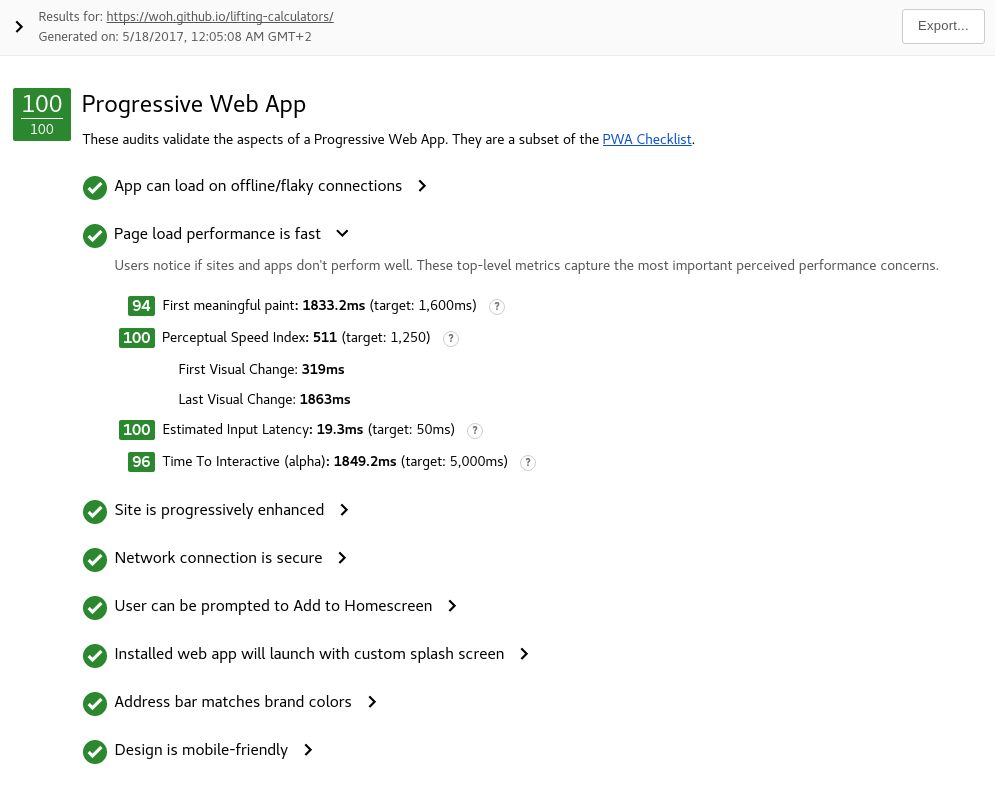 Results for: https://woh.github.io/lifting-calculators/
Generated on: 5/18/2017, 12:05:08 AM GMT+2
Export...
100
100
Progressive Web App
These audits validate the aspects of a Progressive Web App. They are a subset of the PWA Checklist.
App can load on offline/flaky connections
Page load performance is fast
Users notice if sites and apps don't perform well. These top-level metrics capture the most important perceived performance concerns.
94 First meaningful paint: 1833.2ms (target: 1,600ms) ?
100 Perceptual Speed Index: 511 (target: 1,250) ?
First Visual Change: 319ms
Last Visual Change: 1863ms
100 Estimated Input Latency: 19.3ms (target: 50ms) ?
96 Time To Interactive (alpha): 1849.2ms (target: 5,000ms) ?
Site is progressively enhanced
Network connection is secure
User can be prompted to Add to Homescreen
Installed web app will launch with custom splash screen
Address bar matches brand colors
Design is mobile-friendly